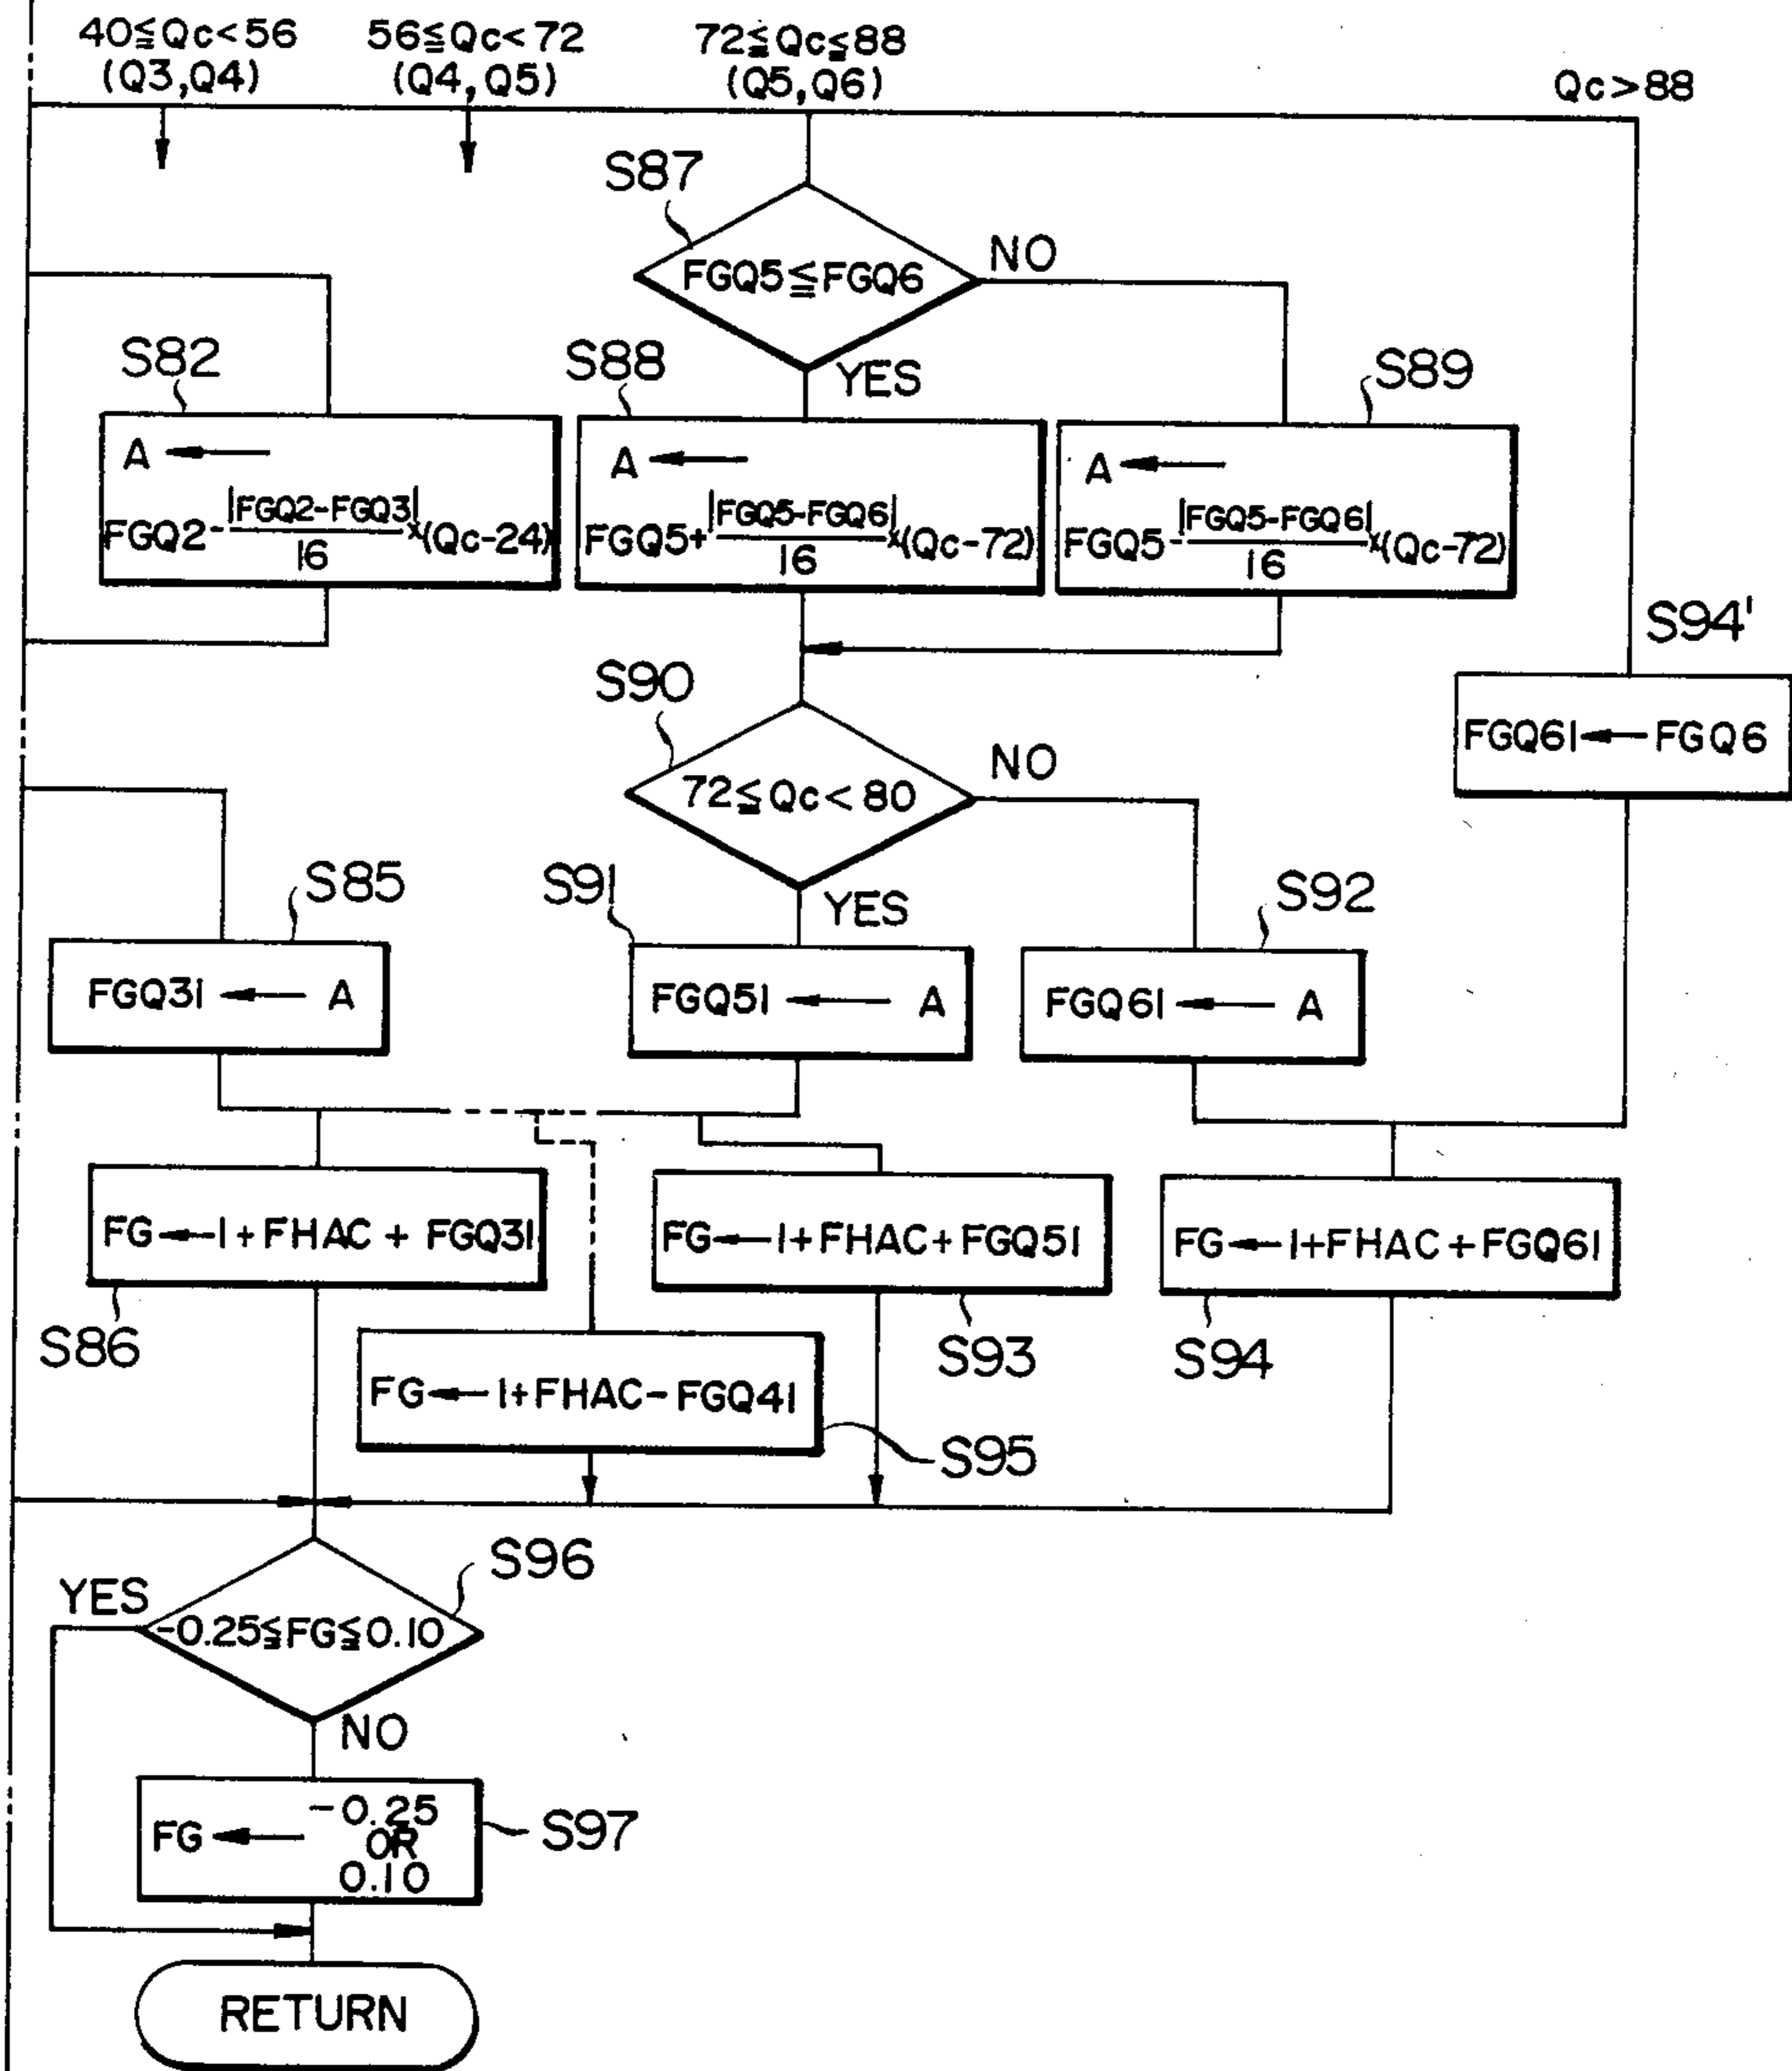 40≦Qc<56
(Q3,Q4)
56≦Qc<72
(Q4,Q5)
72≦Qc≦88
(Q5,Q6)
Qc>88
S87
FGQ5≦FGQ6
NO
YES
S82
A ←
FGQ2-|FGQ2-FGQ3|/16×(Qc-24)
S88
A ←
FGQ5+|FGQ5-FGQ6|/16×(Qc-72)
S89
A ←
FGQ5-|FGQ5-FGQ6|/16×(Qc-72)
S94'
FGQ61←FGQ6
S90
72≦Qc<80
NO
YES
S85
FGQ31 ← A
S91
FGQ51 ← A
S92
FGQ61 ← A
FG←1+FHAC + FGQ31
S86
FG←1+FHAC+FGQ51
S93
FG←1+FHAC+FGQ61
S94
FG←1+FHAC-FGQ41
S95
S96
YES
-0.25≦FG≦0.10
NO
FG ← -0.25
OR
0.10
S97
RETURN